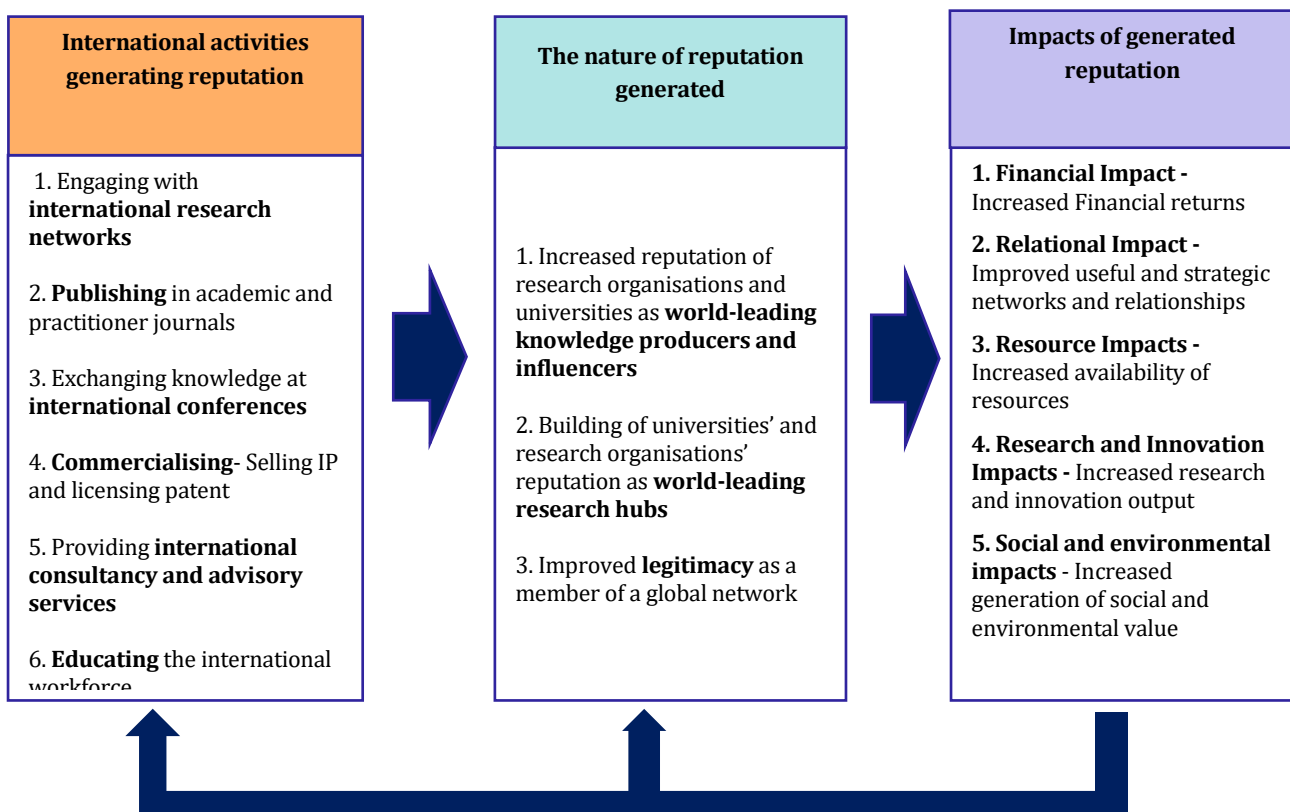 International activities
generating reputation
1. Engaging with
international research
networks
2. Publishing in academic and
practitioner journals
3. Exchanging knowledge at
international conferences
4. Commercialising- Selling IP
and licensing patent
5. Providing international
consultancy and advisory
services
6. Educating the international
workforce
The nature of reputation
generated
1. Increased reputation of
research organisations and
universities as world-leading
knowledge producers and
influencers
2. Building of universities’ and
research organisations’
reputation as world-leading
research hubs
3. Improved legitimacy as a
member of a global network
Impacts of generated
reputation
1. Financial Impact -
Increased Financial returns
2. Relational Impact -
Improved useful and strategic
networks and relationships
3. Resource Impacts -
Increased availability of
resources
4. Research and Innovation
Impacts - Increased research
and innovation output
5. Social and environmental
impacts - Increased
generation of social and
environmental value